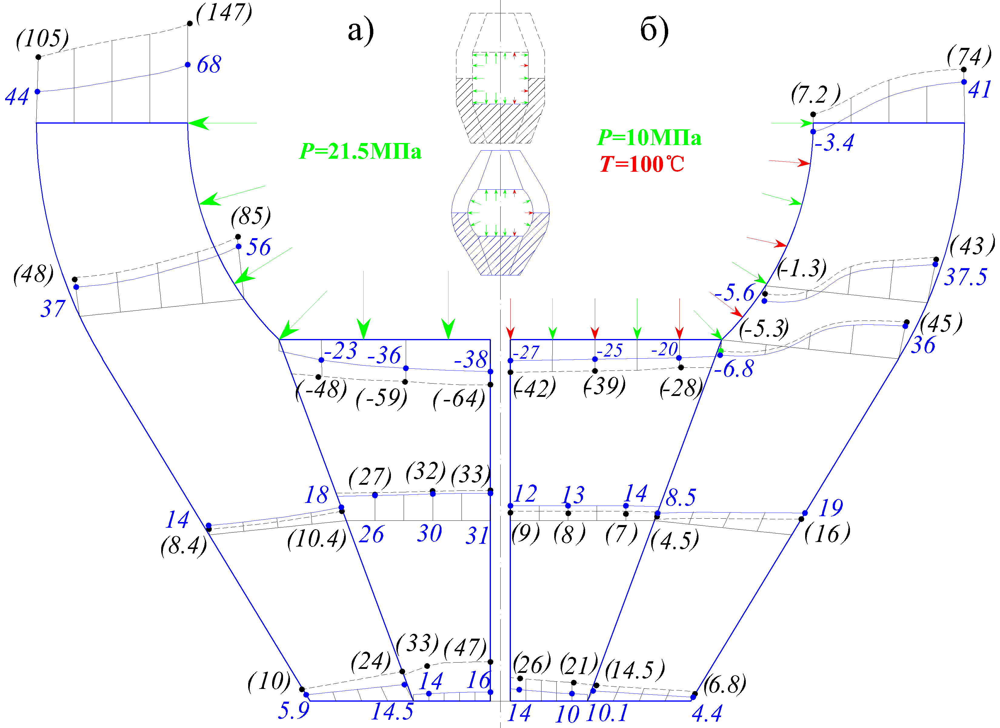 а) б)
(147)
(105)
68
44
(74)
41
(7.2)
-3.4
P=21.5МПа
P=10МПа
T=100℃
(85)
56
(48)
37
(43)
37.5
(-1.3)
-5.6
(-5.3)
(45)
36
-6.8
-23 -36 -38
-27 -25 -20
(-48) (-59) (-64)
(-42) (-39) (-28)
(27) (32) (33)
18
14
(8.4)
(10.4)
26 30 31
12 13 14 8.5 19
(9) (8) (7) (4.5) (16)
(10) (24) (33) (47)
14 16
5.9 14.5
(26) (21) (14.5) (6.8)
14 10 10.1 4.4